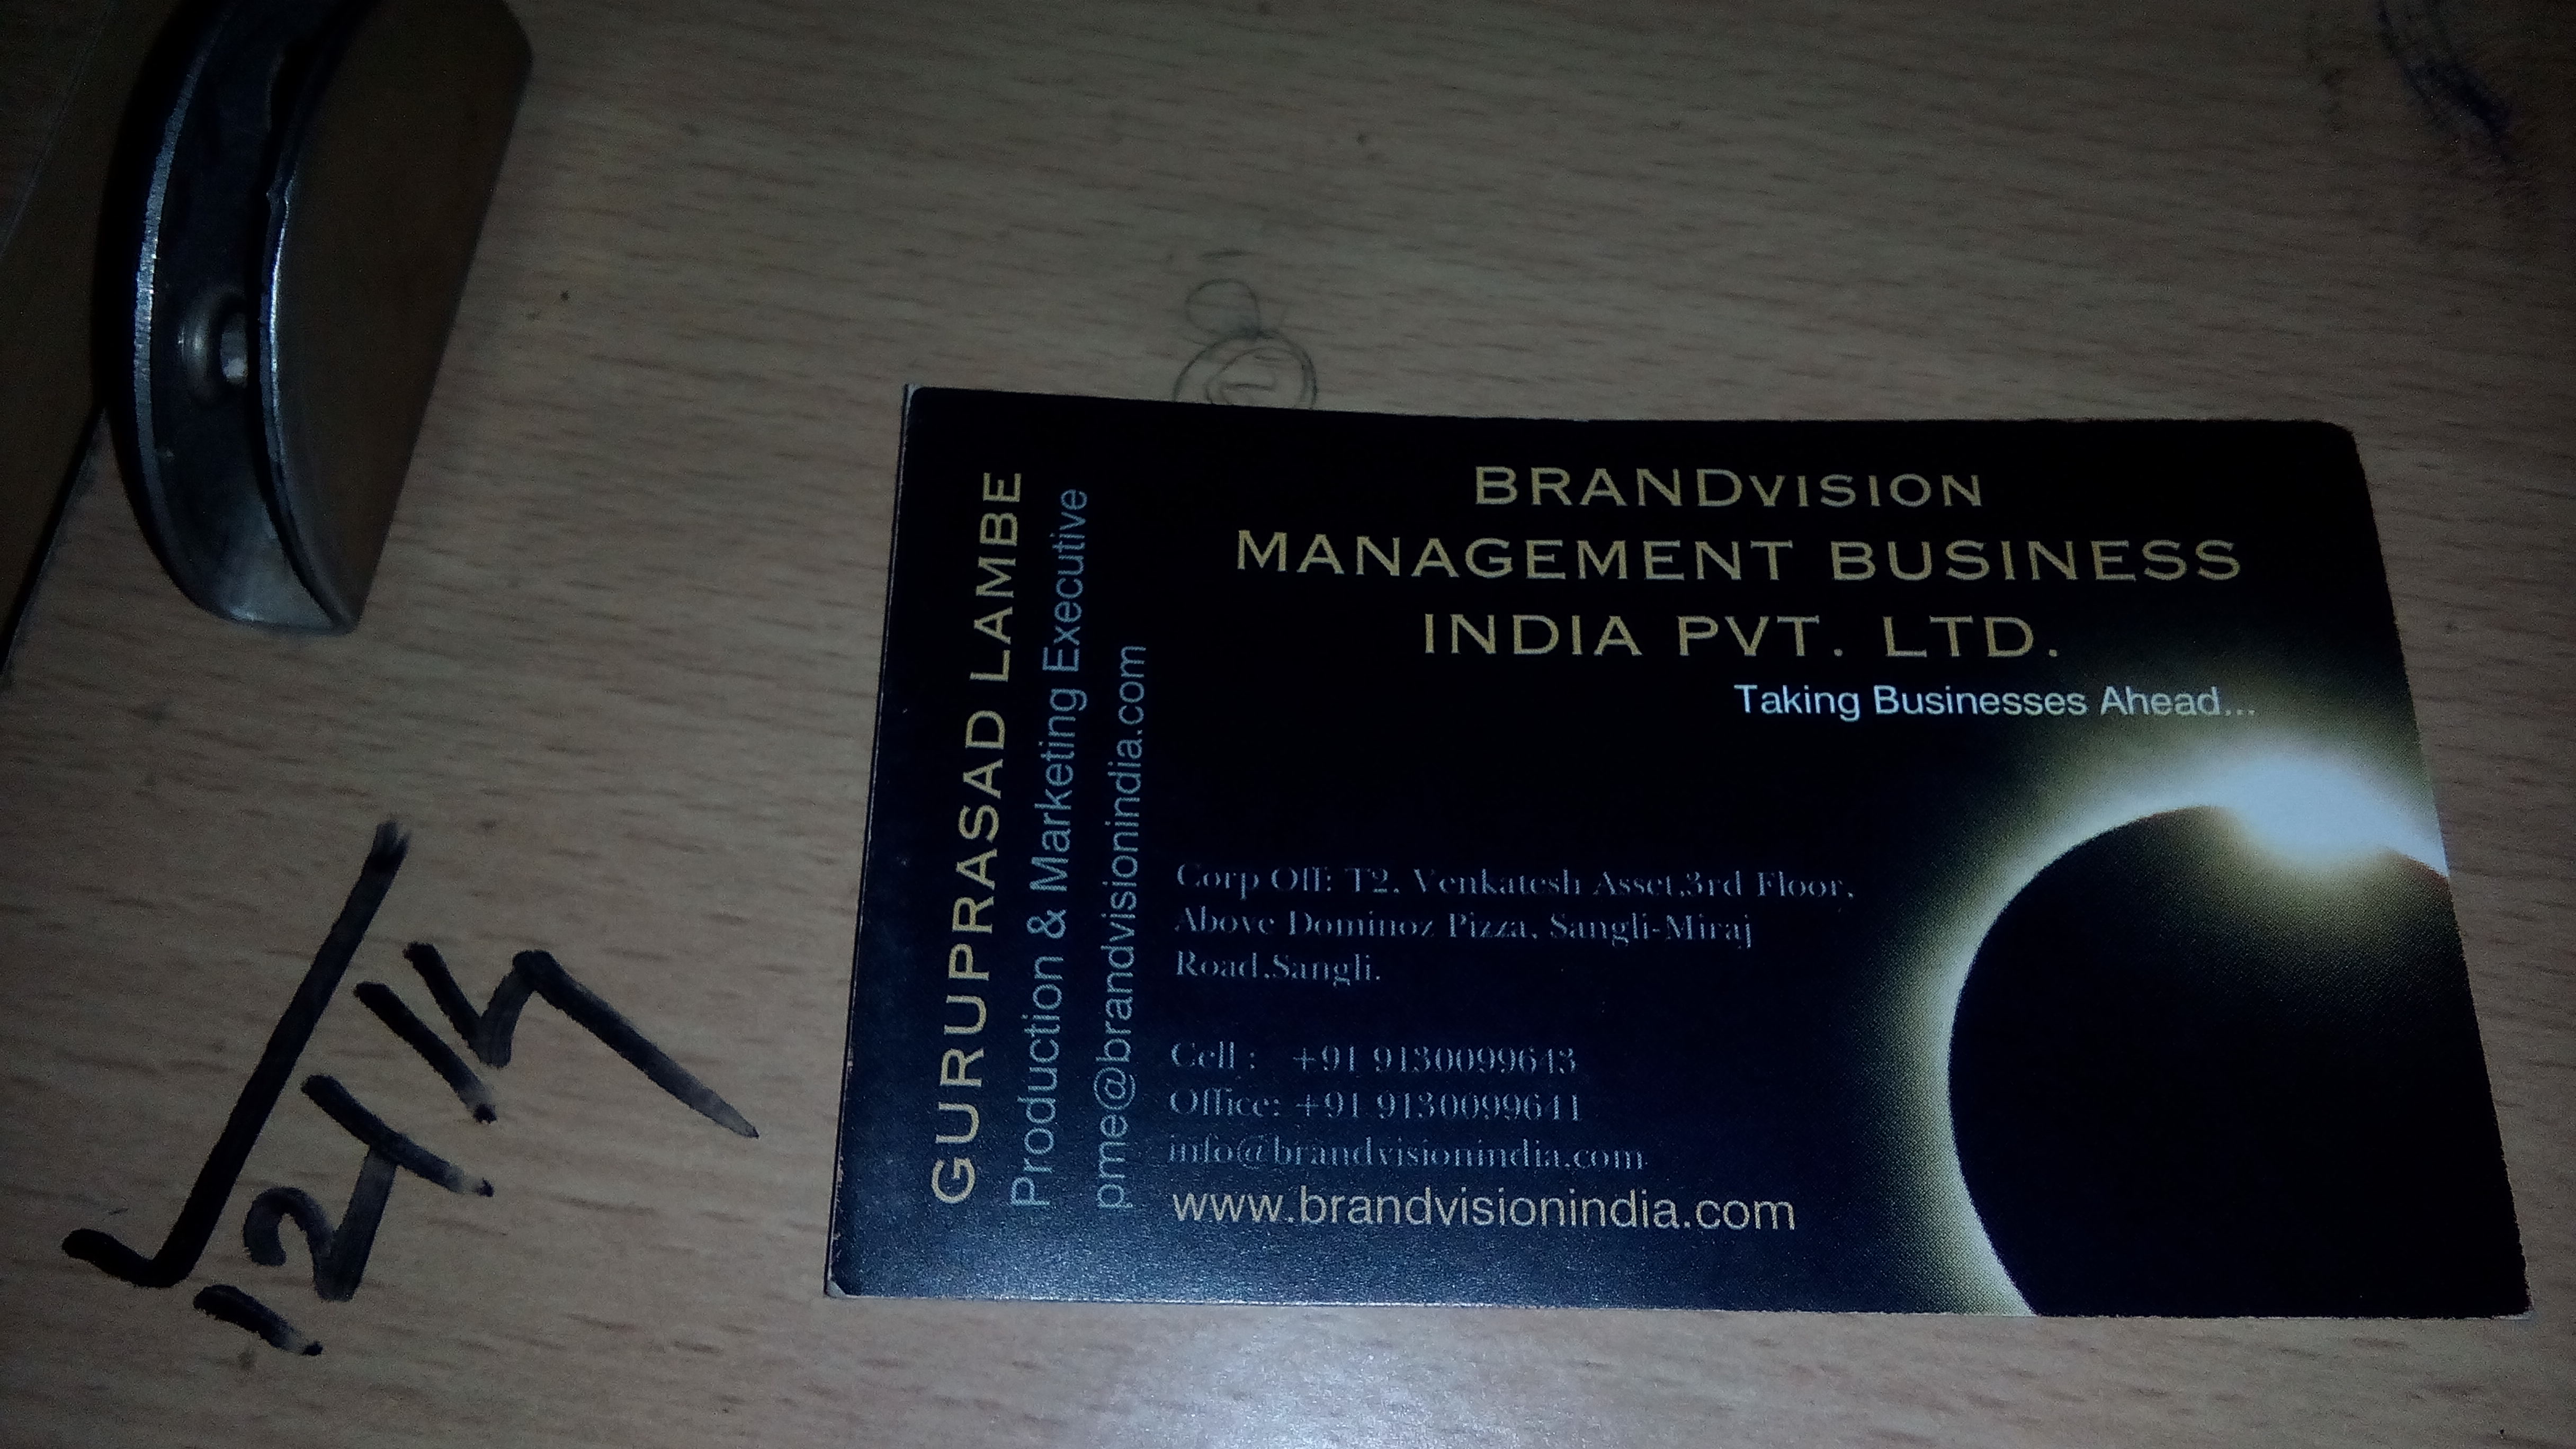 BRANDVISION
MANAGEMENT BUSINESS
INDIA PVT. LTD.
Taking Businesses Ahead...
GURUPRASAD LAMBE
Production & Marketing Executive
pme@brandvisionindia.com
Corp Off: T2, Venkatesh Asset,3rd Floor,
Above Dominoz Pizza, Sangli-Miraj
Road,Sangli.
Cell : +91 9130099643
Office: +91 9130099641
info@brandvisionindia.com
www.brandvisionindia.com